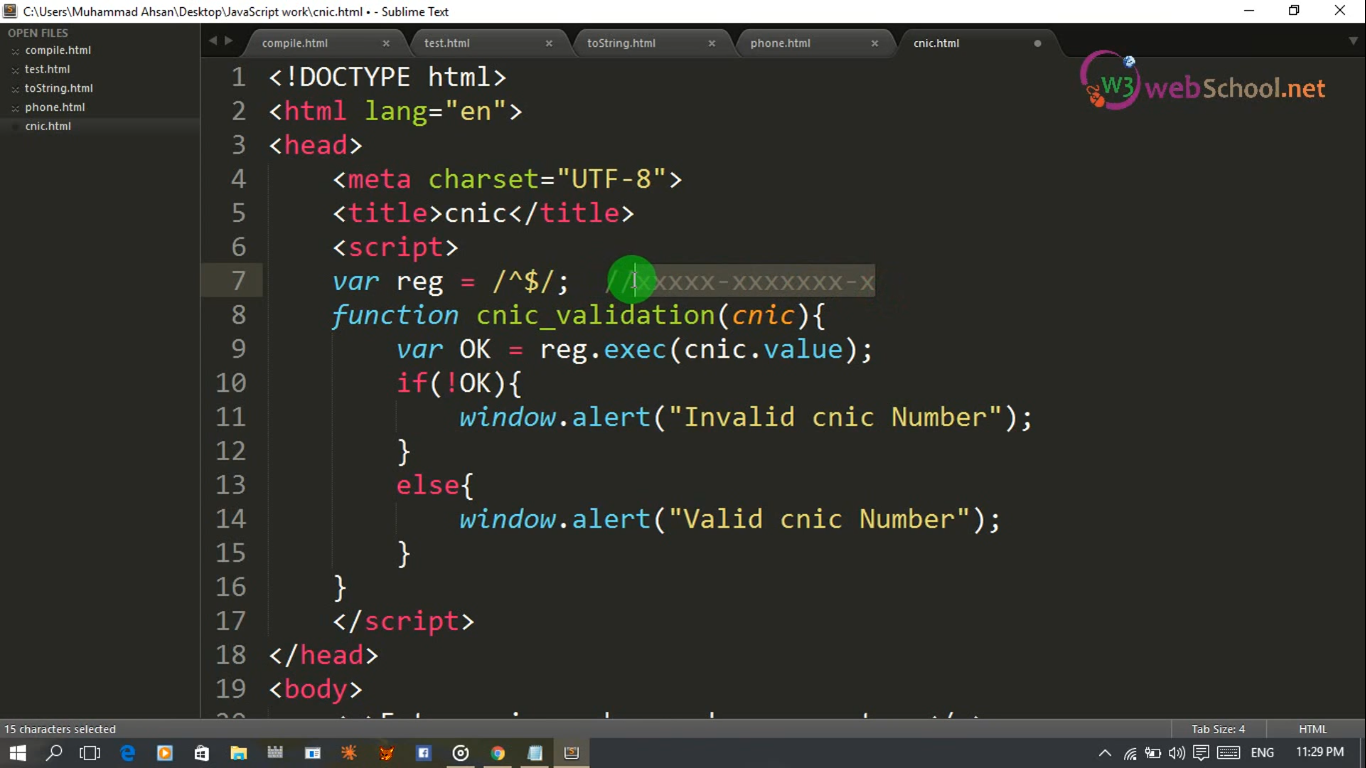 C:\Users\Muhammad Ahsan\Desktop\JavaScript work\cnic.html • - Sublime Text
OPEN FILES
compile.html
test.html
toString.html
phone.html
cnic.html
compile.html
test.html
toString.html
phone.html
cnic.html
W3 webSchool.net
1 <!DOCTYPE html>
2 <html lang="en">
3 <head>
4 <meta charset="UTF-8">
5 <title>cnic</title>
6 <script>
7 var reg = /^$/; //xxxxx-xxxxxxx-x
8 function cnic_validation(cnic){
9 var OK = reg.exec(cnic.value);
10 if(!OK){
11 window.alert("Invalid cnic Number");
12 }
13 else{
14 window.alert("Valid cnic Number");
15 }
16 }
17 </script>
18 </head>
19 <body>
15 characters selected
Tab Size: 4
HTML
ENG
11:29 PM